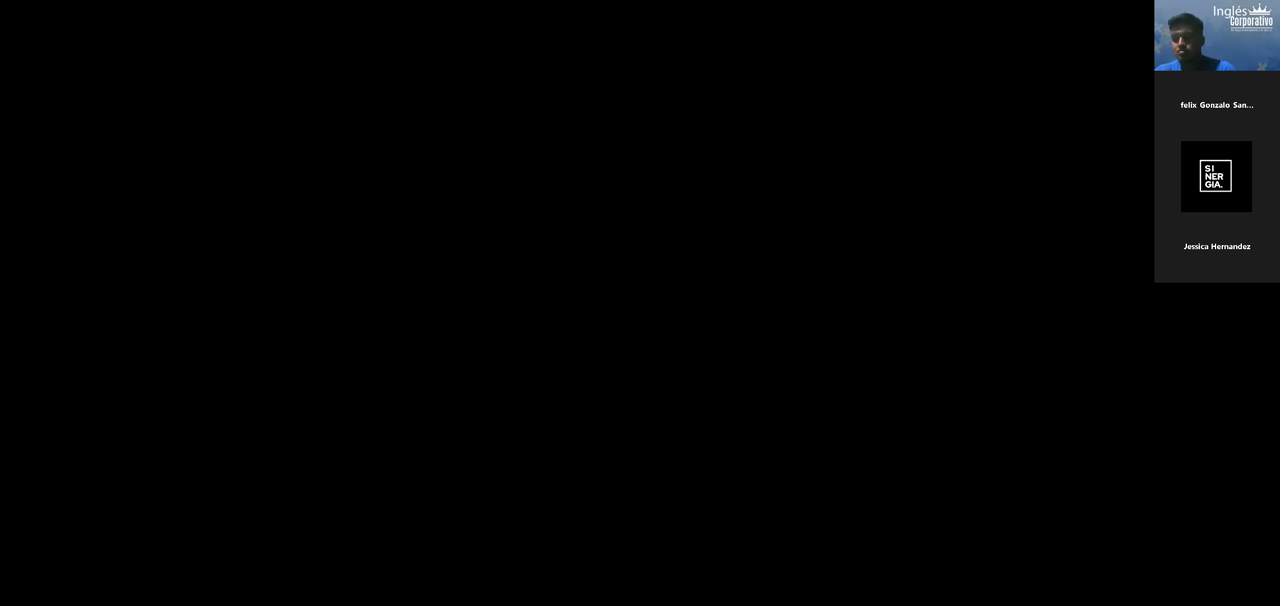 Inglés
Corporativo
felix Gonzalo San...
SI
NER
GIA.
Jessica Hernandez